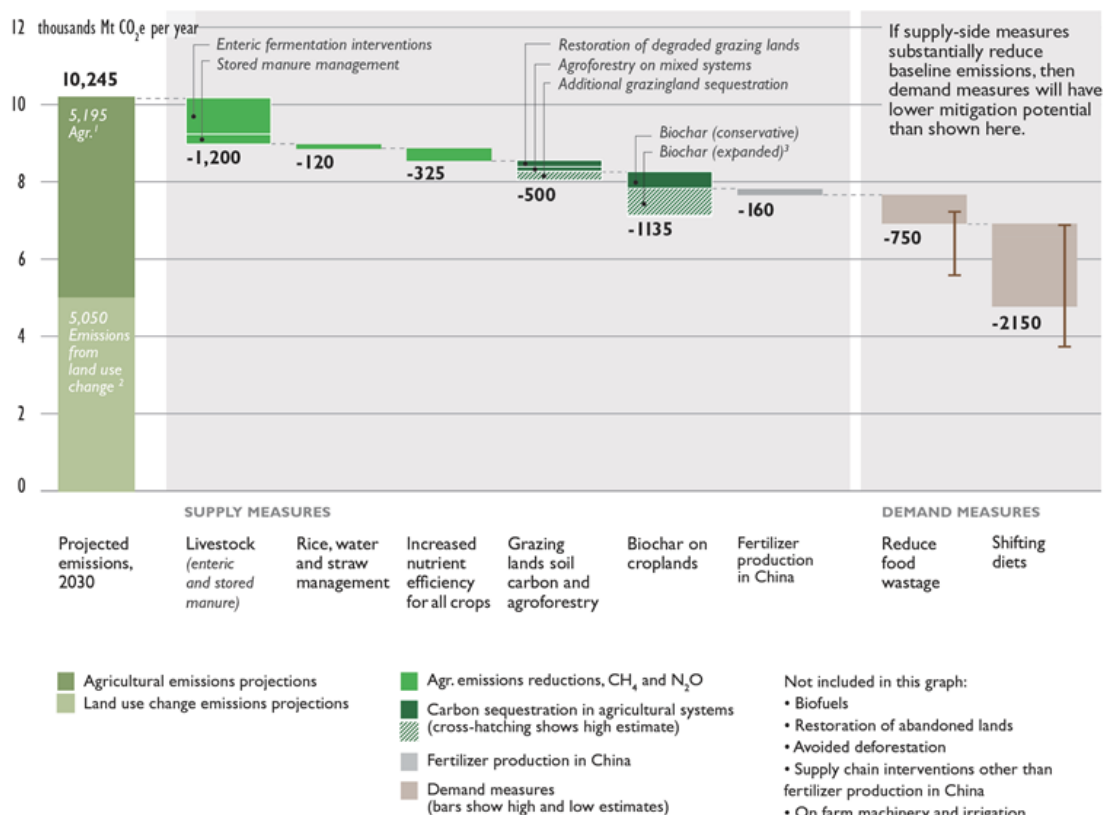 12 thousands Mt CO2e per year
10
8
6
4
2
0
10,245
5,195
Agr.1
5,050
Emissions
from
land use
change 2
Enteric fermentation interventions
Stored manure management
-1,200
-120
-325
Restoration of degraded grazing lands
Agroforestry on mixed systems
Additional grazingland sequestration
-500
Biochar (conservative)
Biochar (expanded)3
-1135
-160
If supply-side measures
substantially reduce
baseline emissions, then
demand measures will have
lower mitigation potential
than shown here.
-750
-2150
SUPPLY MEASURES
DEMAND MEASURES
Projected
emissions,
2030
Livestock
(enteric
and stored
manure)
Rice, water
and straw
management
Increased
nutrient
efficiency
for all crops
Grazing
lands soil
carbon and
agroforestry
Biochar on
croplands
Fertilizer
production
in China
Reduce
food
wastage
Shifting
diets
Agricultural emissions projections
Land use change emissions projections
Agr. emissions reductions, CH4 and N2O
Carbon sequestration in agricultural systems
(cross-hatching shows high estimate)
Fertilizer production in China
Demand measures
(bars show high and low estimates)
Not included in this graph:
• Biofuels
• Restoration of abandoned lands
• Avoided deforestation
• Supply chain interventions other than
fertilizer production in China
• On farm machinery and irrigation